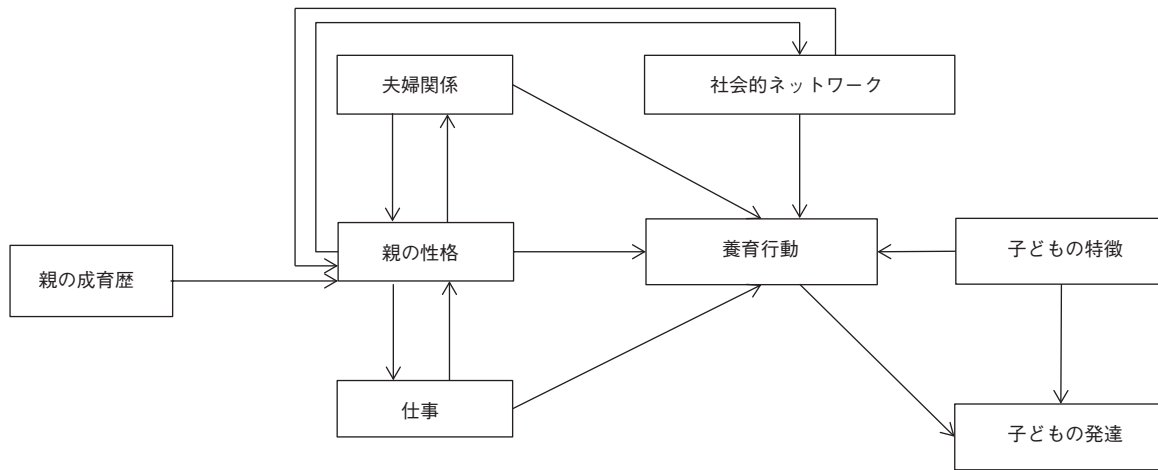 夫婦関係
社会的ネットワーク
親の成育歴
親の性格
養育行動
子どもの特徴
仕事
子どもの発達